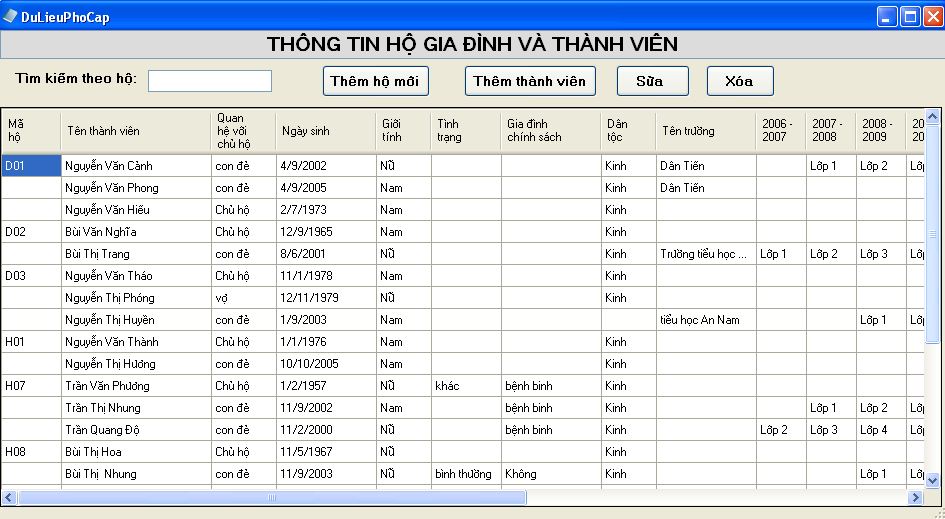 DuLieuPhoCap
THÔNG TIN HỘ GIA ĐÌNH VÀ THÀNH VIÊN
Tìm kiếm theo hộ: Thêm hộ mới Thêm thành viên Sửa Xóa
Mã hộ Tên thành viên Quan hệ với chủ hộ Ngày sinh Giới tính Tình trạng Gia đình chính sách Dân tộc Tên trường 2006 - 2007 2007 - 2008 2008 - 2009
D01 Nguyễn Văn Cảnh con đẻ 4/9/2002 Nữ Kinh Dân Tiến Lớp 1 Lớp 2
Nguyễn Văn Phong con đẻ 4/9/2005 Nam Kinh Dân Tiến
Nguyễn Văn Hiếu Chủ hộ 2/7/1973 Nam Kinh
D02 Bùi Văn Nghĩa Chủ hộ 12/9/1965 Nam Kinh
Bùi Thị Trang con đẻ 8/6/2001 Nữ Kinh Trường tiểu học ... Lớp 1 Lớp 2 Lớp 3
D03 Nguyễn Văn Tháo Chủ hộ 11/1/1978 Nam Kinh
Nguyễn Thị Phóng vợ 12/11/1979 Nữ Kinh
Nguyễn Thị Huyền con đẻ 1/9/2003 Nam tiểu học An Nam Lớp 1
H01 Nguyễn Văn Thành Chủ hộ 1/1/1976 Nam Kinh
Nguyễn Thị Hương con đẻ 10/10/2005 Nam Kinh
H07 Trần Văn Phương Chủ hộ 1/2/1957 Nữ khác bệnh binh Kinh
Trần Thị Nhung con đẻ 11/9/2002 Nam bệnh binh Kinh Lớp 1 Lớp 2
Trần Quang Độ con đẻ 11/2/2000 Nữ bệnh binh Kinh Lớp 2 Lớp 3 Lớp 4
H08 Bùi Thị Hoa Chủ hộ 11/5/1967 Nữ Kinh
Bùi Thị Nhung con đẻ 11/9/2003 Nữ bình thường Không Kinh Lớp 1